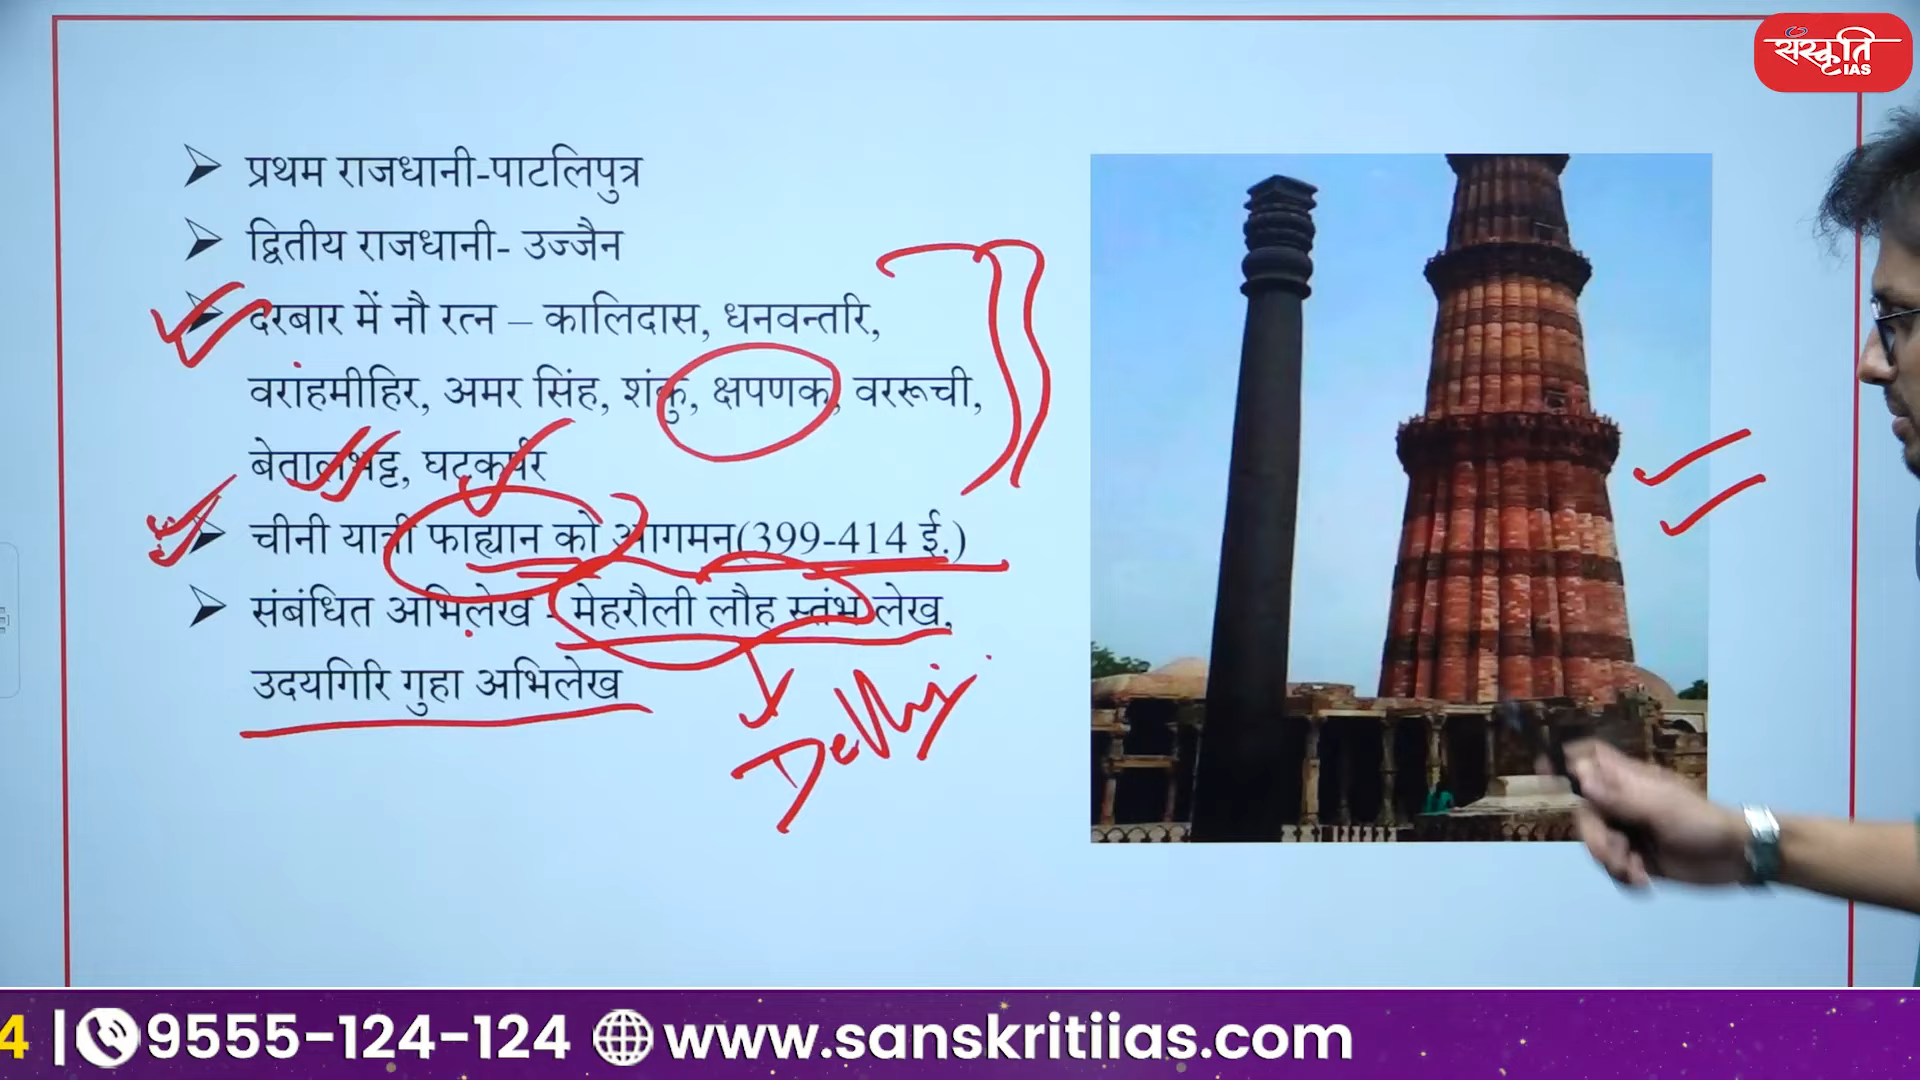 संस्कृति
IAS
प्रथम राजधानी-पाटलिपुत्र
द्वितीय राजधानी- उज्जैन
दरबार में नौ रत्न – कालिदास, धनवन्तरि,
वरांहमीहिर, अमर सिंह, शंकु, क्षपणक, वररूची,
बेतालभट्ट, घटकर्पर
चीनी यात्री फाह्यान को आगमन(399-414 ई.)
संबंधित अभिलेख - मेहरौली लौह स्तंभ लेख,
उदयगिरि गुहा अभिलेख
Delhi
4 | 9555-124-124 www.sanskritiias.com